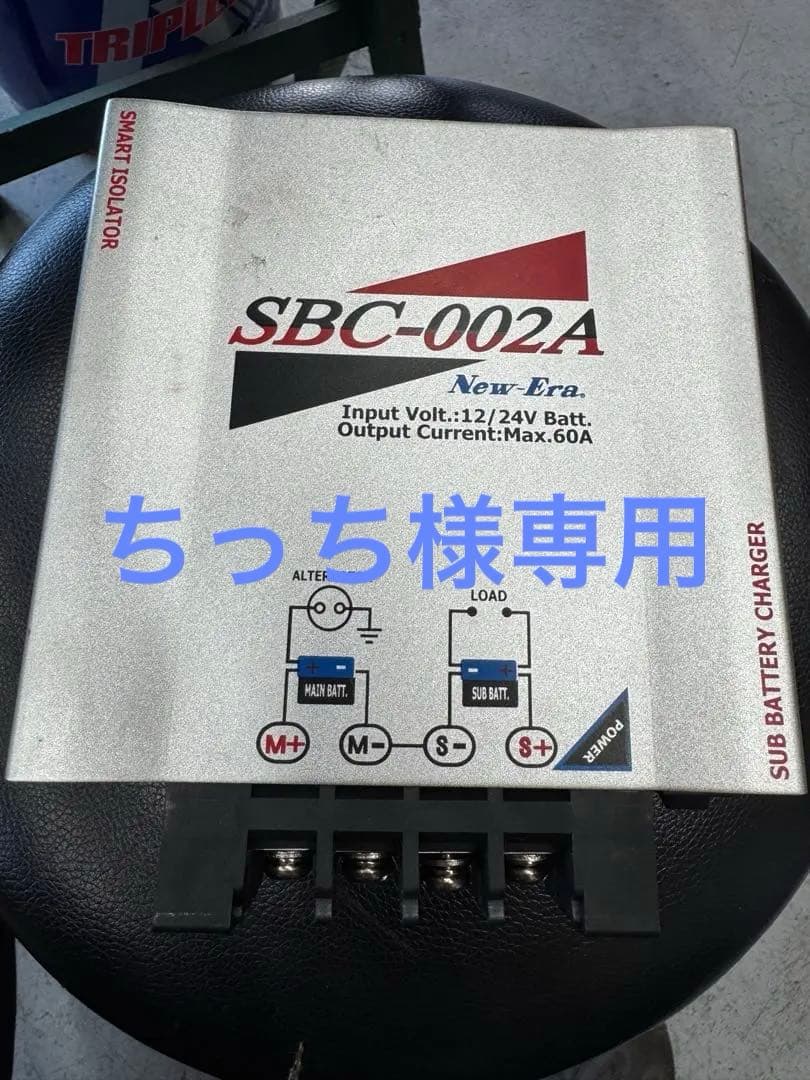 TRIPLE
SMART ISOLATOR
SBC-002A
New-Era.
Input Volt.:12/24V Batt.
Output Current:Max.60A
ちっち様専用
LOAD
+ -
- +
MAIN BATT.
SUB BATT.
M+
M-
S-
S+
POWER
SUB BATTERY CHARGER